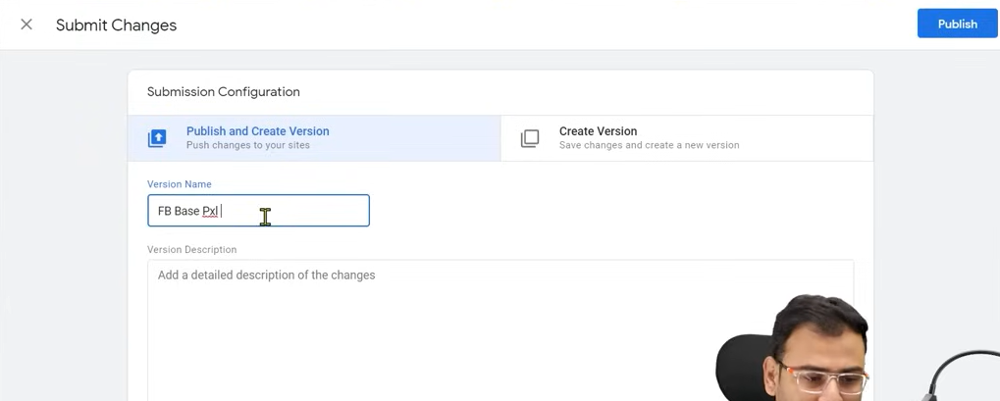 Submit Changes
Publish
Submission Configuration
Publish and Create Version
Push changes to your sites
Create Version
Save changes and create a new version
Version Name
FB Base Pxl
Version Description
Add a detailed description of the changes